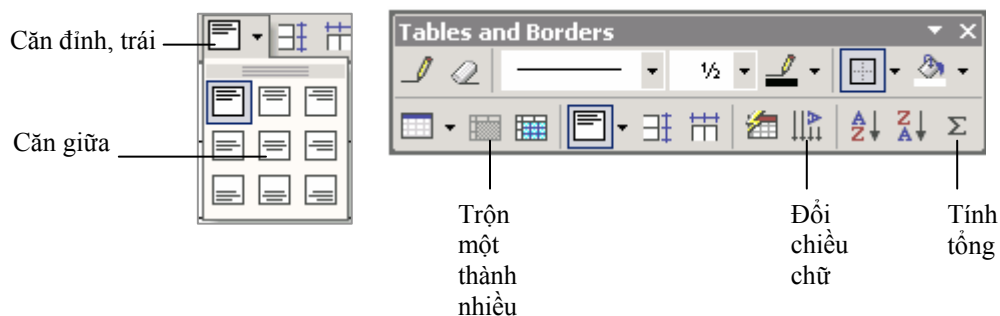 Căn đỉnh, trái
Căn giữa
Tables and Borders
½
A
Z
Z
A
Σ
Trộn
một
thành
nhiều
Đổi
chiều
chữ
Tính
tổng